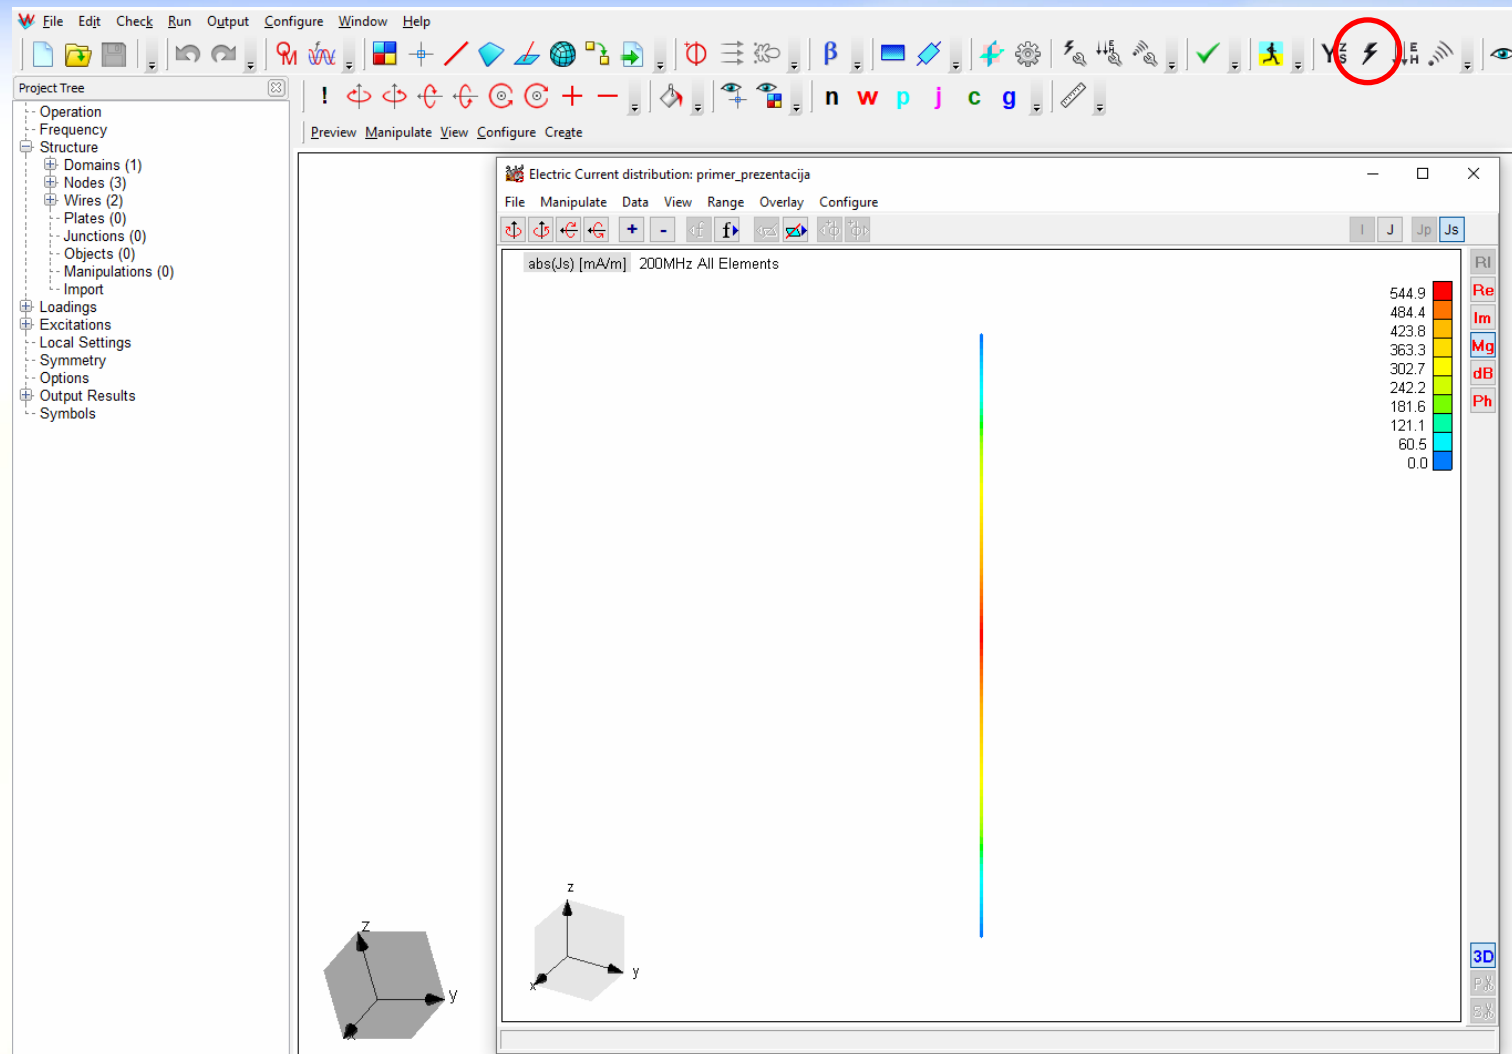 File Edit Check Run Output Configure Window Help
β Y Z S E H
Project Tree
! n w p j c g
Preview Manipulate View Configure Create
Operation
Frequency
Structure
Domains (1)
Nodes (3)
Wires (2)
Plates (0)
Junctions (0)
Objects (0)
Manipulations (0)
Import
Loadings
Excitations
Local Settings
Symmetry
Options
Output Results
Symbols
Electric Current distribution: primer_prezentacija
File Manipulate Data View Range Overlay Configure
+ - f f I J Jp Js
abs(Js) [mA/m] 200MHz All Elements
RI
Re
Im
Mg
dB
Ph
544.9
484.4
423.8
363.3
302.7
242.2
181.6
121.1
60.5
0.0
z
y
x
z
y
x
3D